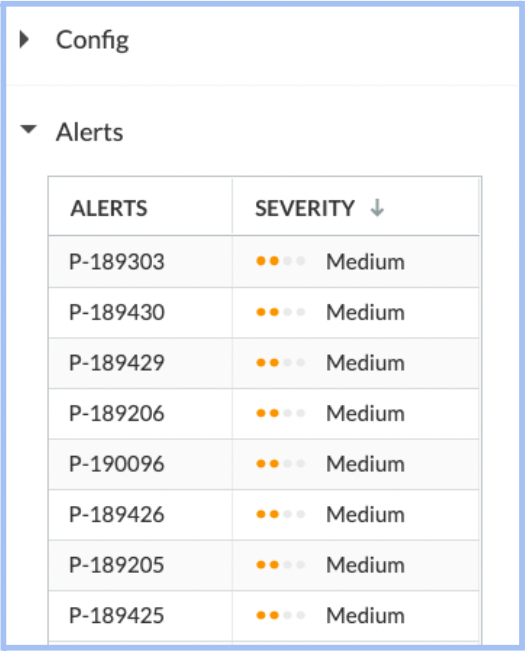 Config
Alerts
ALERTS SEVERITY ↓
P-189303 Medium
P-189430 Medium
P-189429 Medium
P-189206 Medium
P-190096 Medium
P-189426 Medium
P-189205 Medium
P-189425 Medium